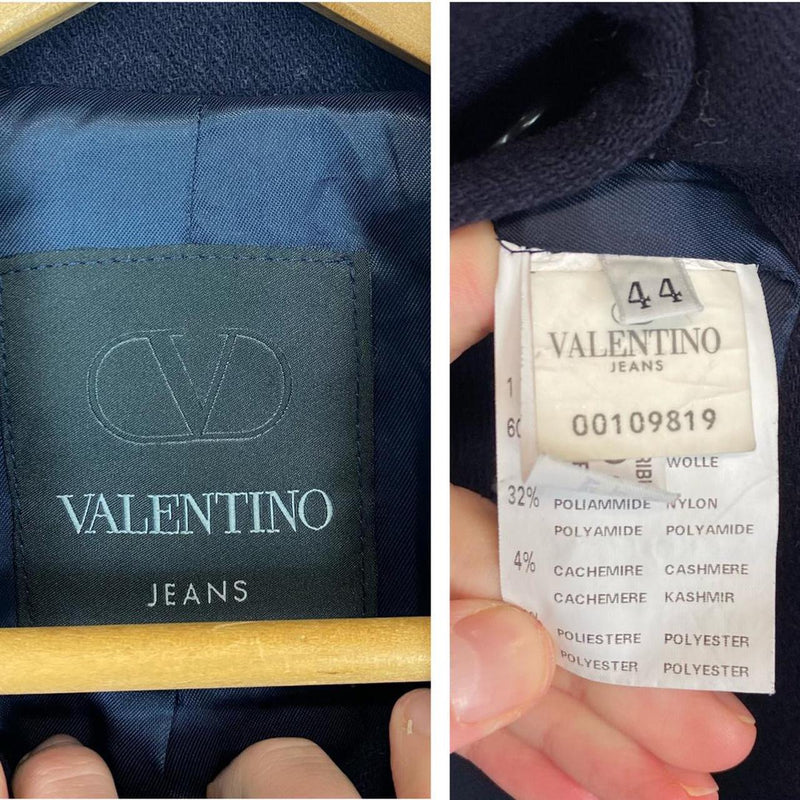 VALENTINO
JEANS
44
VALENTINO
JEANS
00109819
WOLLE
32% POLIAMMIDE NYLON
POLYAMIDE POLYAMIDE
4% CACHEMIRE CASHMERE
CACHEMERE KASHMIR
POLIESTERE POLYESTER
POLYESTER POLYESTER